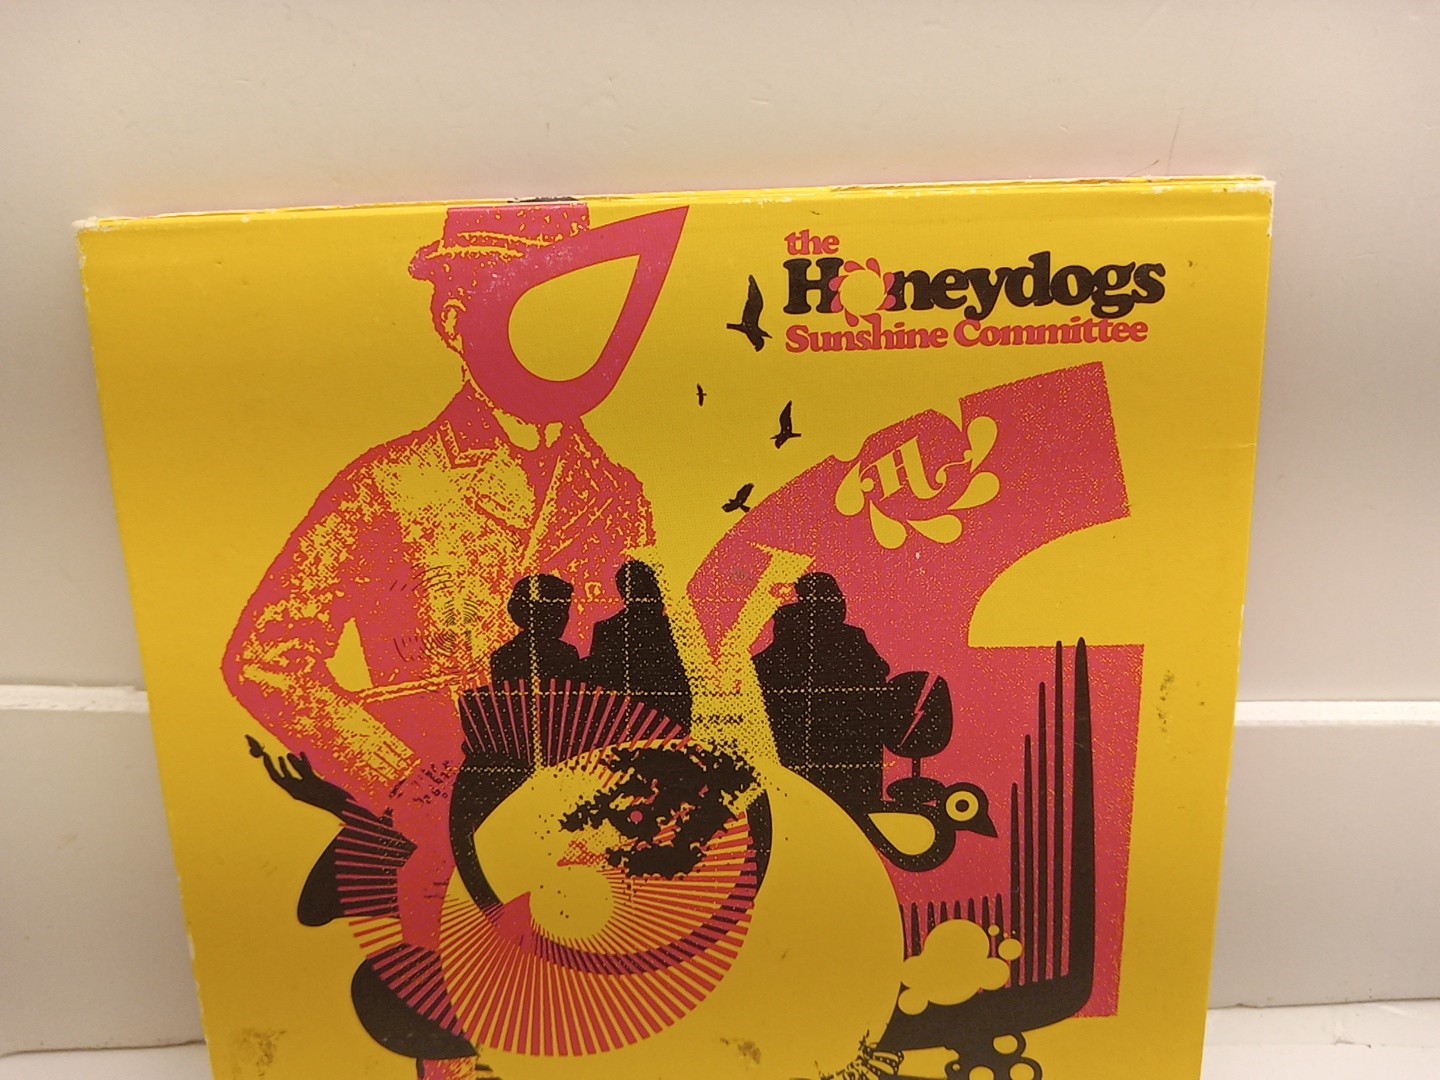 the
Honeydogs
Sunshine Committee
H